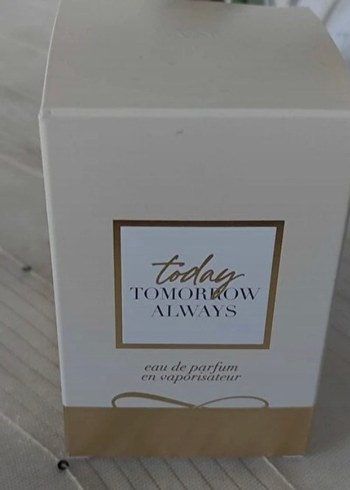 today
TOMORROW
ALWAYS
eau de parfum
en vaporisateur